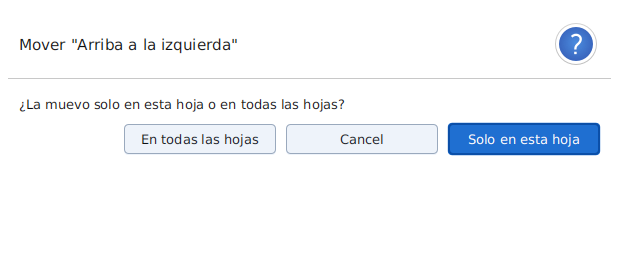 Mover "Arriba a la izquierda"
?
¿La muevo solo en esta hoja o en todas las hojas?
En todas las hojas Cancel Solo en esta hoja